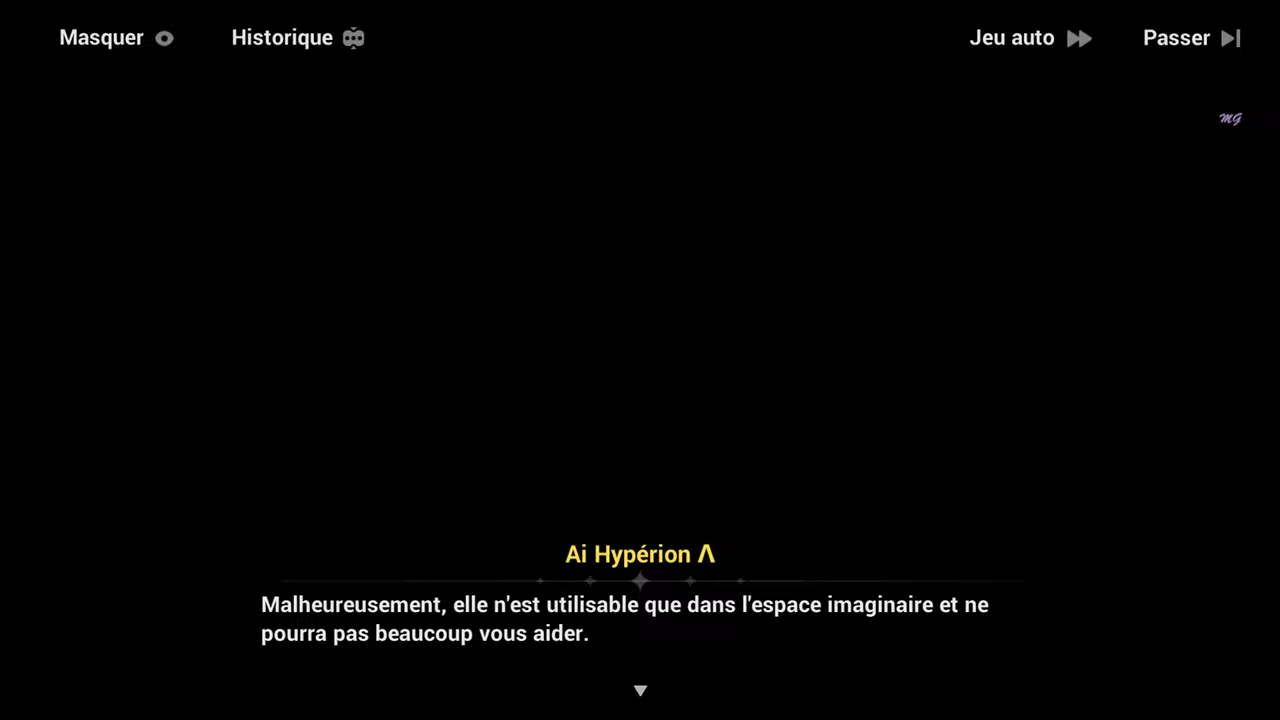 Masquer
Historique
Jeu auto
Passer
MG
Ai Hypérion Λ
Malheureusement, elle n'est utilisable que dans l'espace imaginaire et ne
pourra pas beaucoup vous aider.